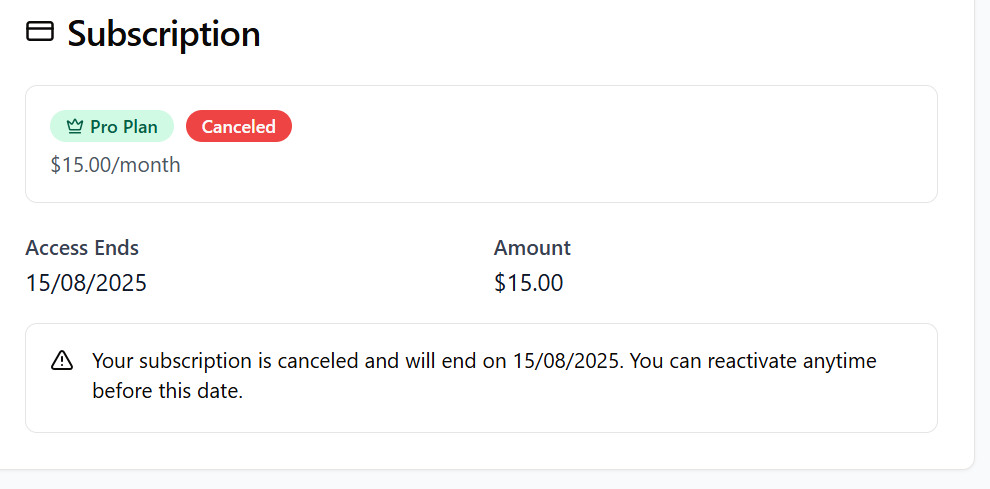 Subscription
Pro Plan Canceled
$15.00/month
Access Ends Amount
15/08/2025 $15.00
Your subscription is canceled and will end on 15/08/2025. You can reactivate anytime
before this date.